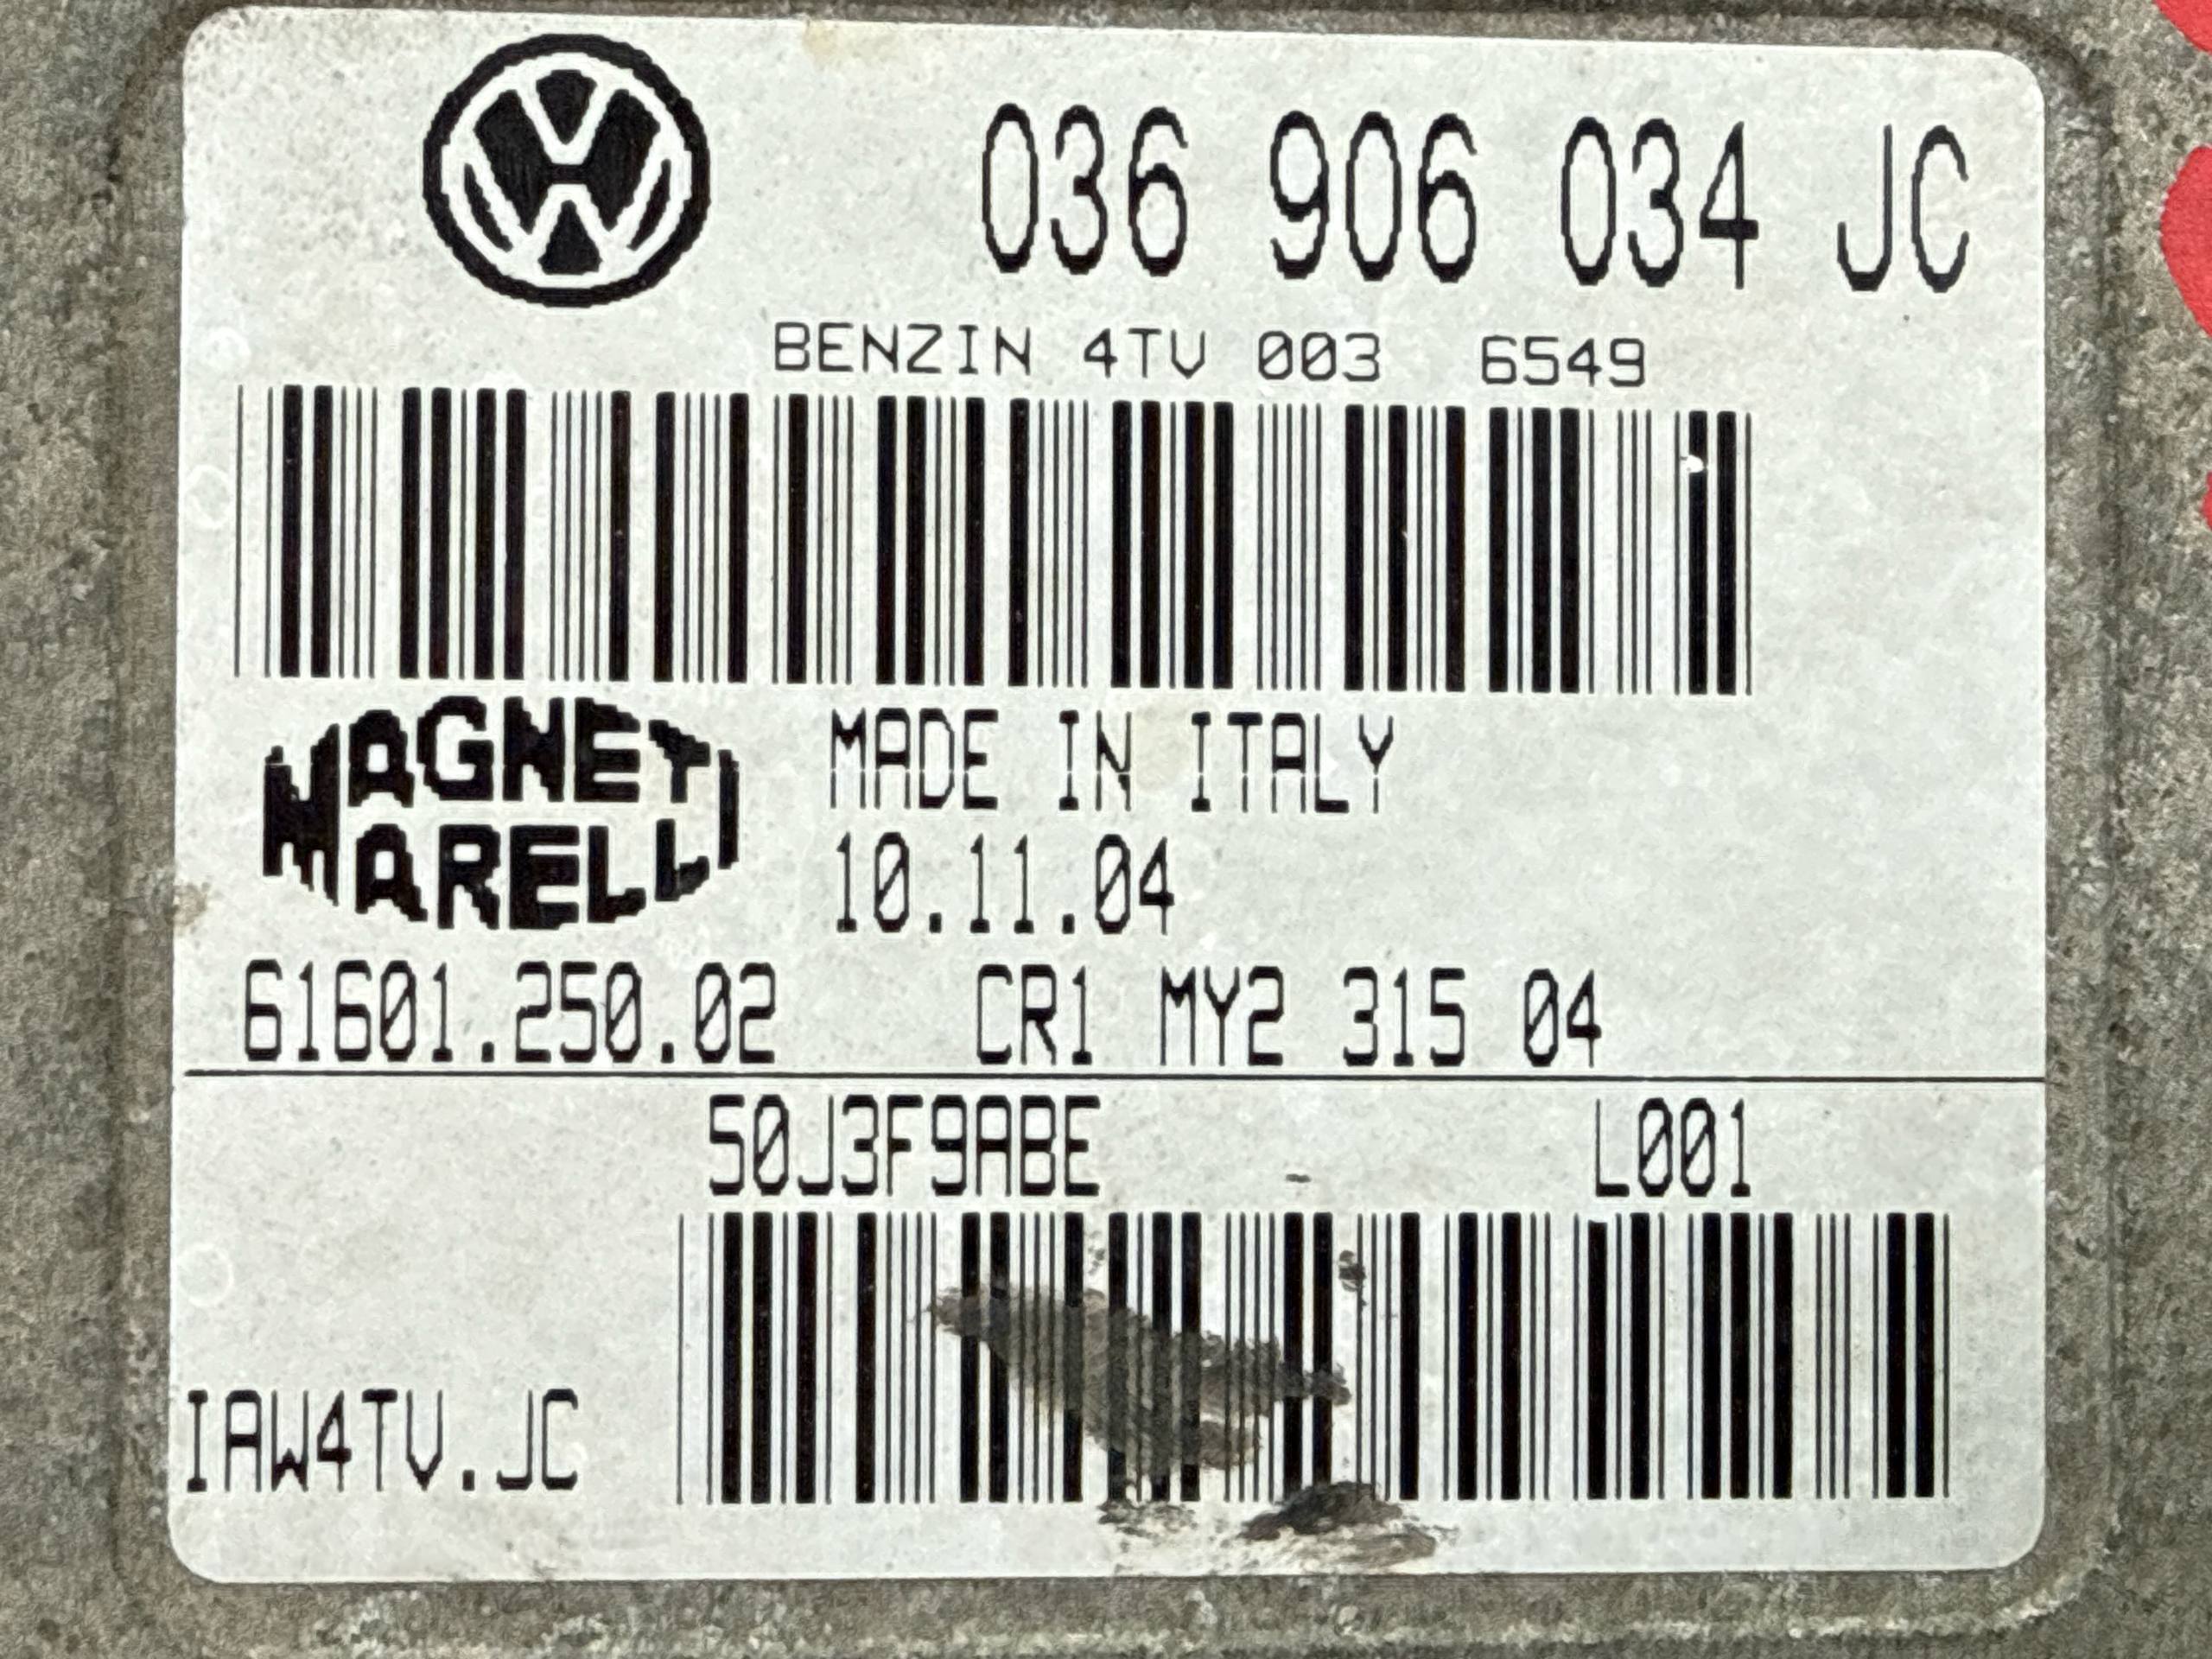 036 906 034 JC
BENZIN 4TV 003 6549
MAGNETI MARELLI
MADE IN ITALY
10.11.04
61601.250.02 CR1 MY2 315 04
50J3F9ABE L001
IAW4TV.JC